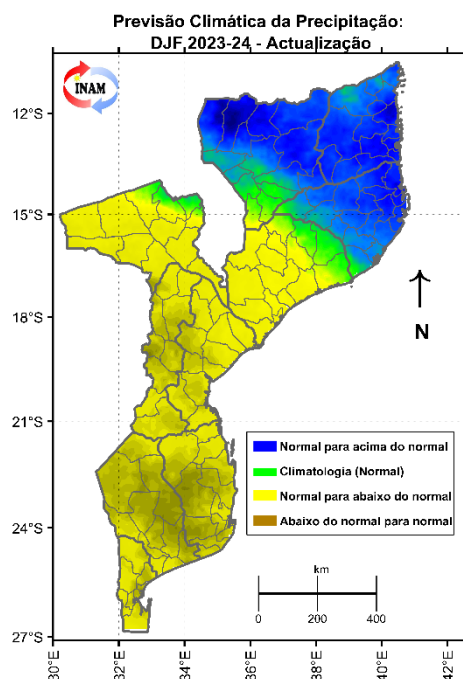 Previsão Climática da Precipitação:
DJF 2023-24 - Actualização
INAM
12°S
15°S
18°S
N
21°S
Normal para acima do normal
Climatologia (Normal)
Normal para abaixo do normal
Abaixo do normal para normal
24°S
km
0 200 400
27°S
30°E 32°E 34°E 36°E 38°E 40°E 42°E